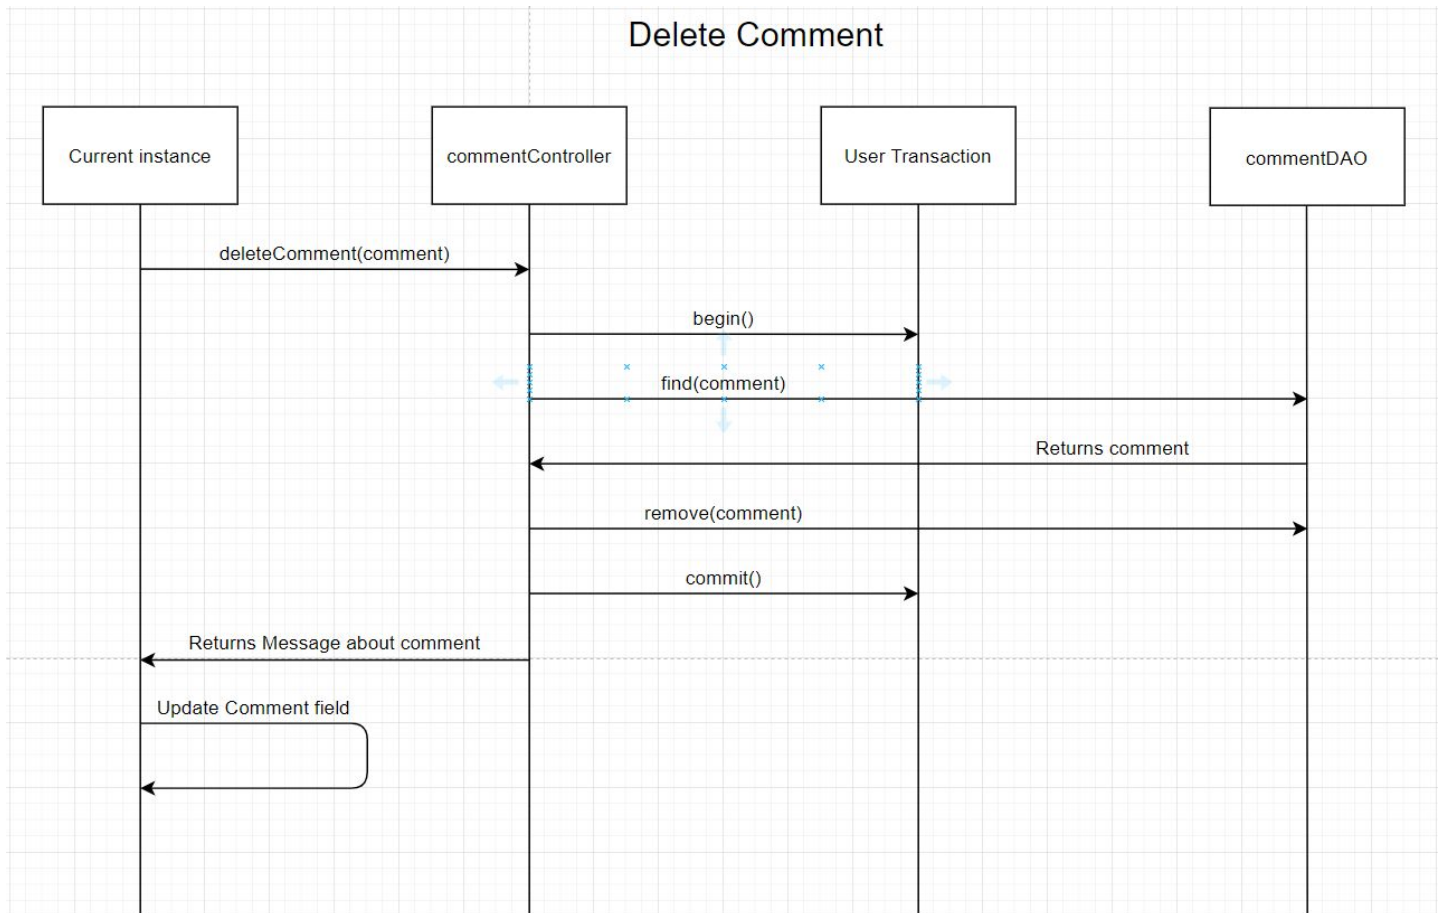 Delete Comment
Current instance
commentController
User Transaction
commentDAO
deleteComment(comment)
begin()
find(comment)
Returns comment
remove(comment)
commit()
Returns Message about comment
Update Comment field